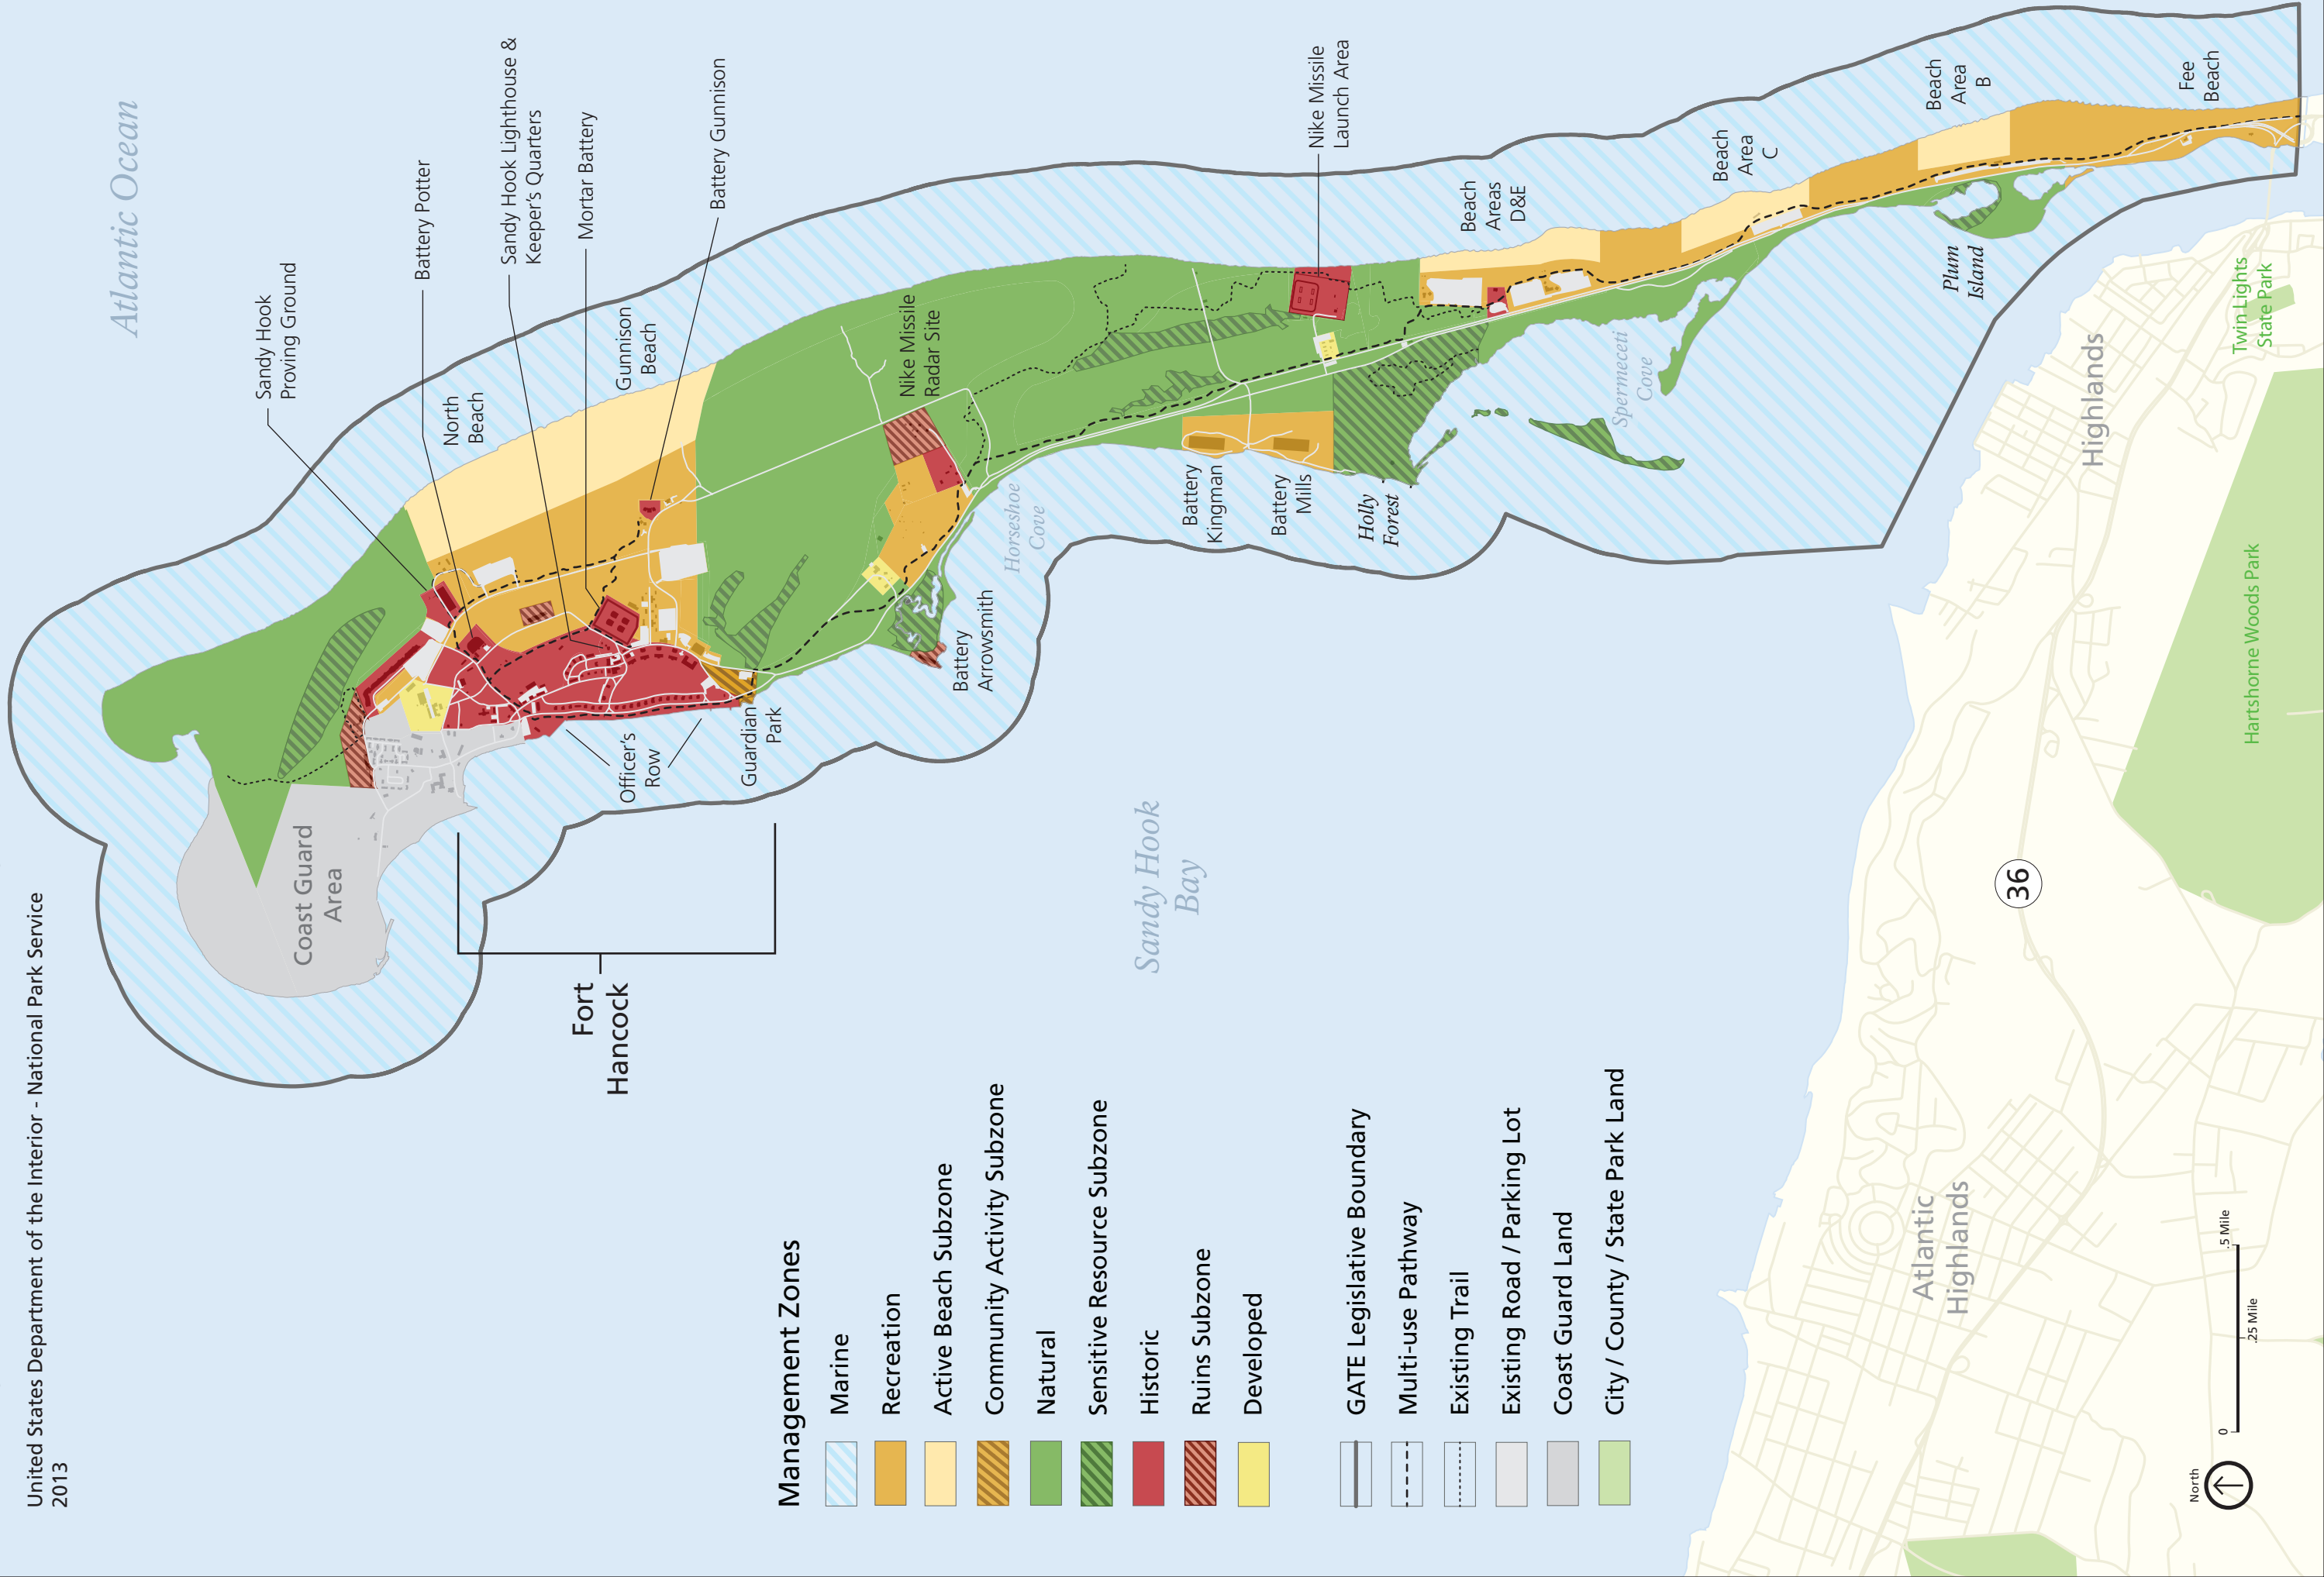 United States Department of the Interior - National Park Service
2013
Atlantic Ocean
Sandy Hook
Proving Ground
Battery Potter
Sandy Hook Lighthouse &
Keeper's Quarters
Mortar Battery
Battery Gunnison
North
Beach
Gunnison
Beach
Nike Missile
Radar Site
Nike Missile
Launch Area
Beach
Areas
D&E
Beach
Area
C
Beach
Area
B
Fee
Beach
Coast Guard
Area
Officer's
Row
Guardian
Park
Fort
Hancock
Battery
Arrowsmith
Horseshoe
Cove
Battery
Kingman
Battery
Mills
Holly
Forest
Spermeceti
Cove
Plum
Island
Sandy Hook
Bay
Highlands
Twin Lights
State Park
Hartshorne Woods Park
36
Atlantic
Highlands
Management Zones
Marine
Recreation
Active Beach Subzone
Community Activity Subzone
Natural
Sensitive Resource Subzone
Historic
Ruins Subzone
Developed
GATE Legislative Boundary
Multi-use Pathway
Existing Trail
Existing Road / Parking Lot
Coast Guard Land
City / County / State Park Land
North
0
.25 Mile
.5 Mile